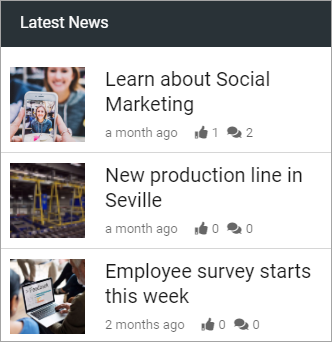 Latest News
Learn about Social
Marketing
a month ago 1 2
New production line in
Seville
a month ago 0 0
Employee survey starts
this week
2 months ago 0 0